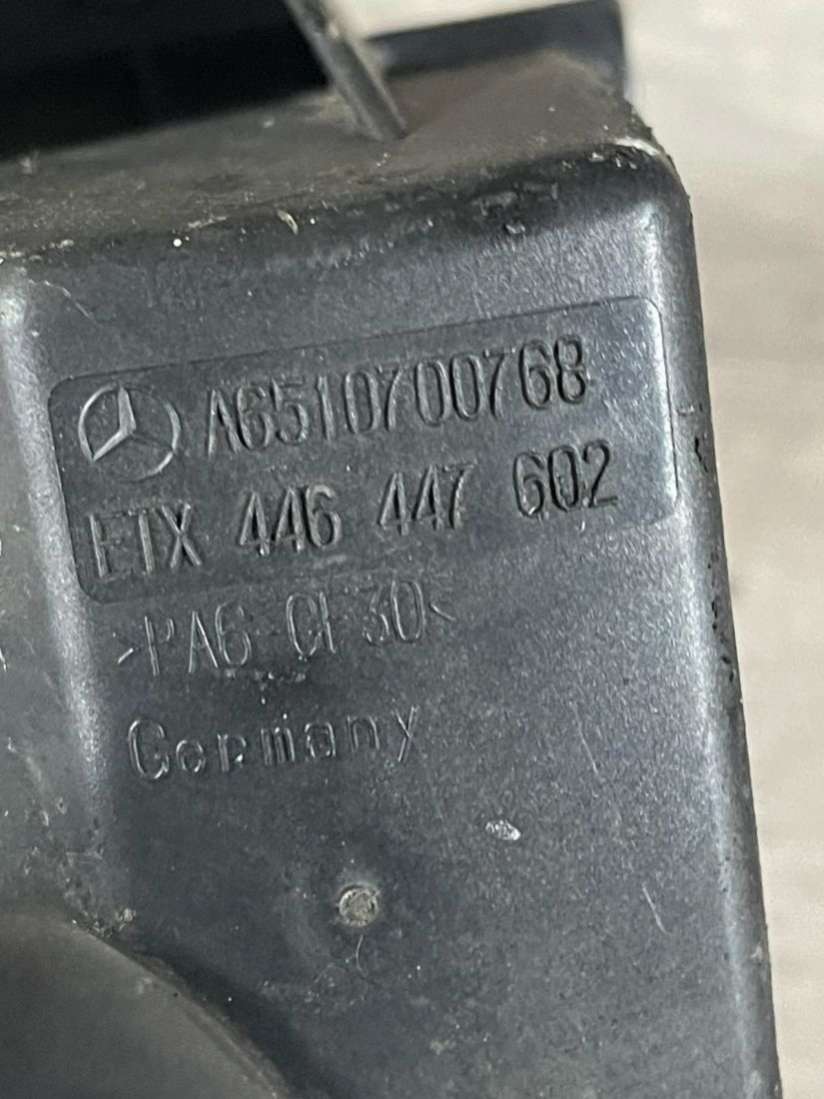 A6510700768
ETX 446 447 602
>PA6 GF30<
Germany